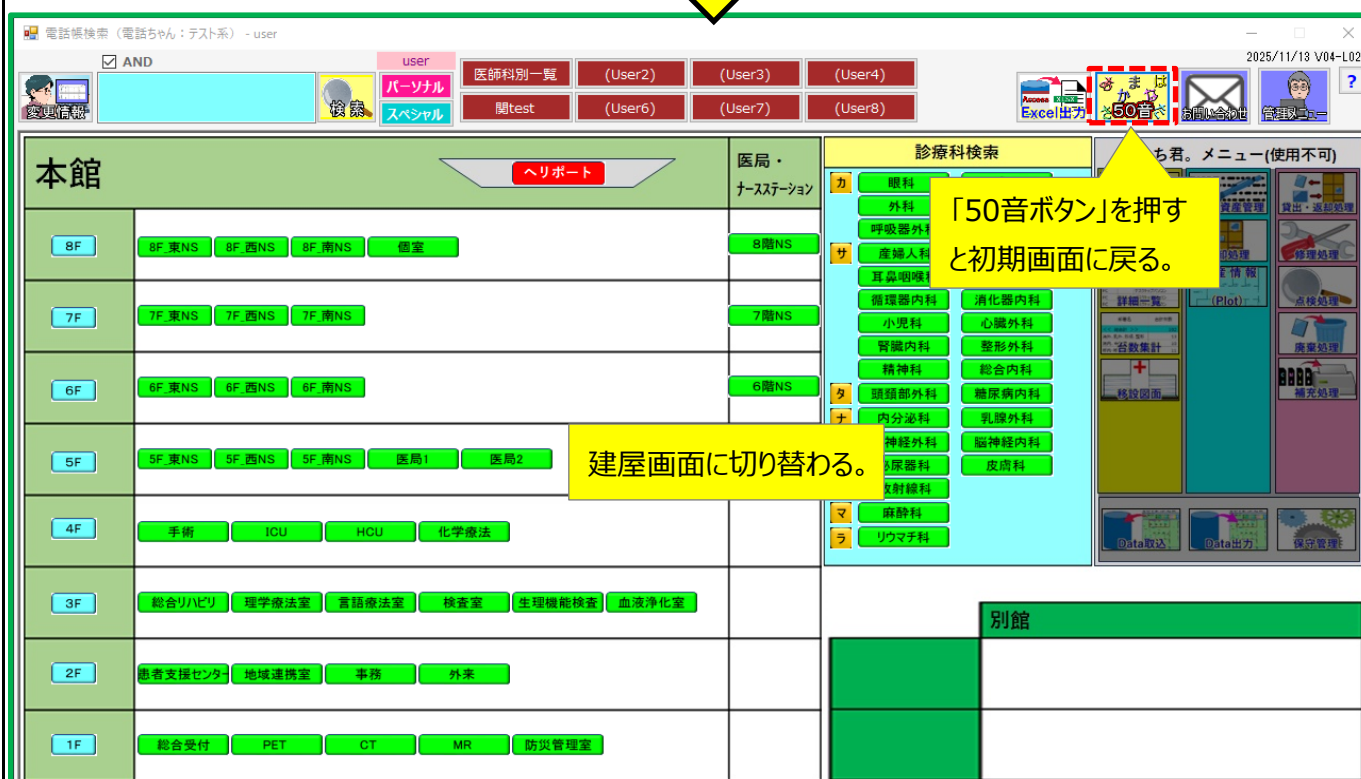 電話帳検索（電話ちゃん：テスト系） - user
AND
user
パーソナル
スペシャル
変更情報
検索
医師科別一覧
(User2)
(User3)
(User4)
関test
(User6)
(User7)
(User8)
2025/11/13 V04-L02
Excel出力
50音
お問い合わせ
管理メニュー
?
本館
ヘリポート
医局・
ナースステーション
8F
8F_東NS
8F_西NS
8F_南NS
個室
8階NS
7F
7F_東NS
7F_西NS
7F_南NS
7階NS
6F
6F_東NS
6F_西NS
6F_南NS
6階NS
5F
5F_東NS
5F_西NS
5F_南NS
医局1
医局2
建屋画面に切り替わる。
4F
手術
ICU
HCU
化学療法
3F
総合リハビリ
理学療法室
言語療法室
検査室
生理機能検査
血液浄化室
2F
患者支援センター
地域連携室
事務
外来
1F
総合受付
PET
CT
MR
防災管理室
診療科検索
カ
眼科
外科
呼吸器外科
サ
産婦人科
耳鼻咽喉科
循環器内科
消化器内科
小児科
心臓外科
腎臓内科
整形外科
精神科
総合内科
タ
頭頸部外科
糖尿病内科
ナ
内分泌科
乳腺外科
神経外科
脳神経内科
尿器科
皮膚科
放射線科
マ
麻酔科
ラ
リウマチ科
「50音ボタン」を押す
と初期画面に戻る。
ち君。メニュー(使用不可)
資産管理
貸出・返却処理
修理処理
詳細一覧
(Plot)
点検処理
台数集計
廃棄処理
移設図面
補充処理
Data取込
Data出力
保守管理
別館